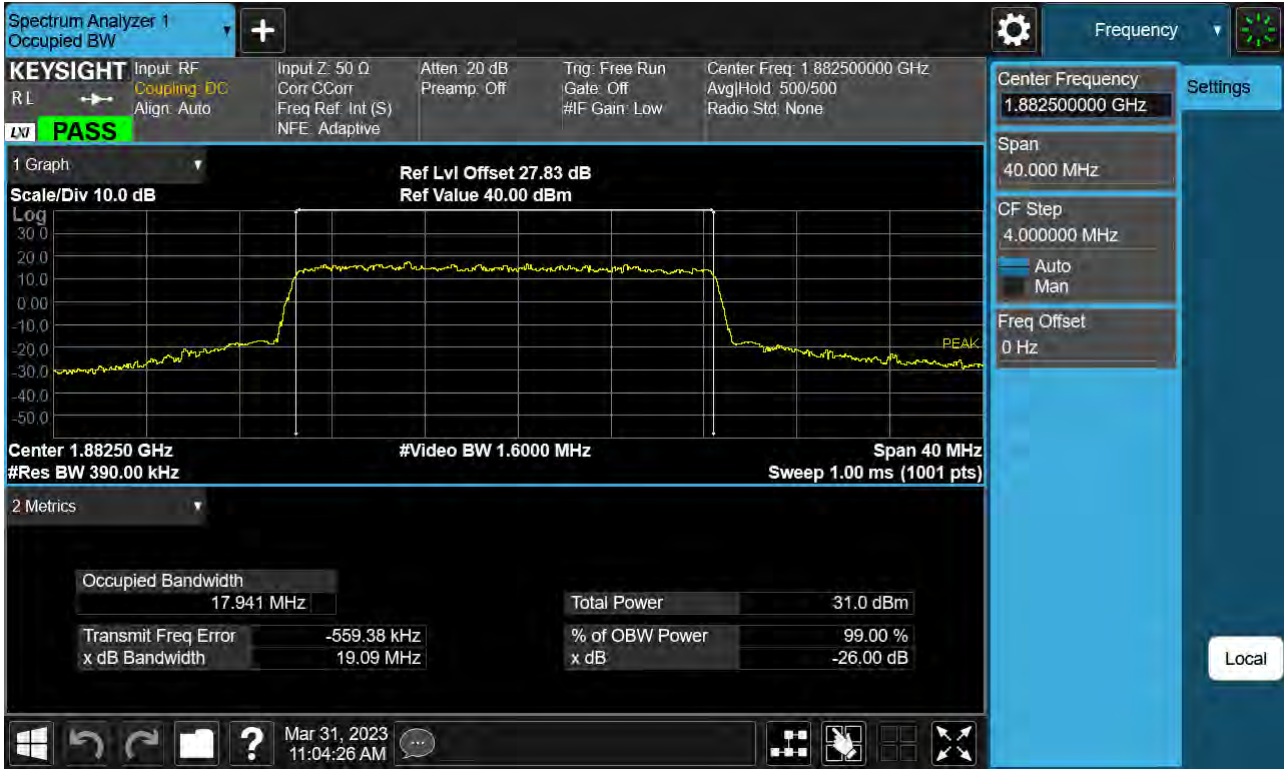 Spectrum Analyzer 1
Occupied BW
Frequency
KEYSIGHT
RL
LXI
PASS
Input: RF
Coupling: DC
Align: Auto
Input Z: 50 Ω
Corr CCorr
Freq Ref: Int (S)
NFE: Adaptive
Atten: 20 dB
Preamp: Off
Trig: Free Run
Gate: Off
#IF Gain: Low
Center Freq: 1.882500000 GHz
Avg|Hold: 500/500
Radio Std: None
Center Frequency
1.882500000 GHz
Settings
Span
40.000 MHz
CF Step
4.000000 MHz
Auto
Man
Freq Offset
0 Hz
1 Graph
Scale/Div 10.0 dB
Ref Lvl Offset 27.83 dB
Ref Value 40.00 dBm
Log
30.0
20.0
10.0
0.00
-10.0
-20.0
-30.0
-40.0
-50.0
PEAK
Center 1.88250 GHz
#Video BW 1.6000 MHz
Span 40 MHz
#Res BW 390.00 kHz
Sweep 1.00 ms (1001 pts)
2 Metrics
Occupied Bandwidth
17.941 MHz
Total Power 31.0 dBm
Transmit Freq Error -559.38 kHz
% of OBW Power 99.00 %
x dB Bandwidth 19.09 MHz
x dB -26.00 dB
Local
?
Mar 31, 2023
11:04:26 AM